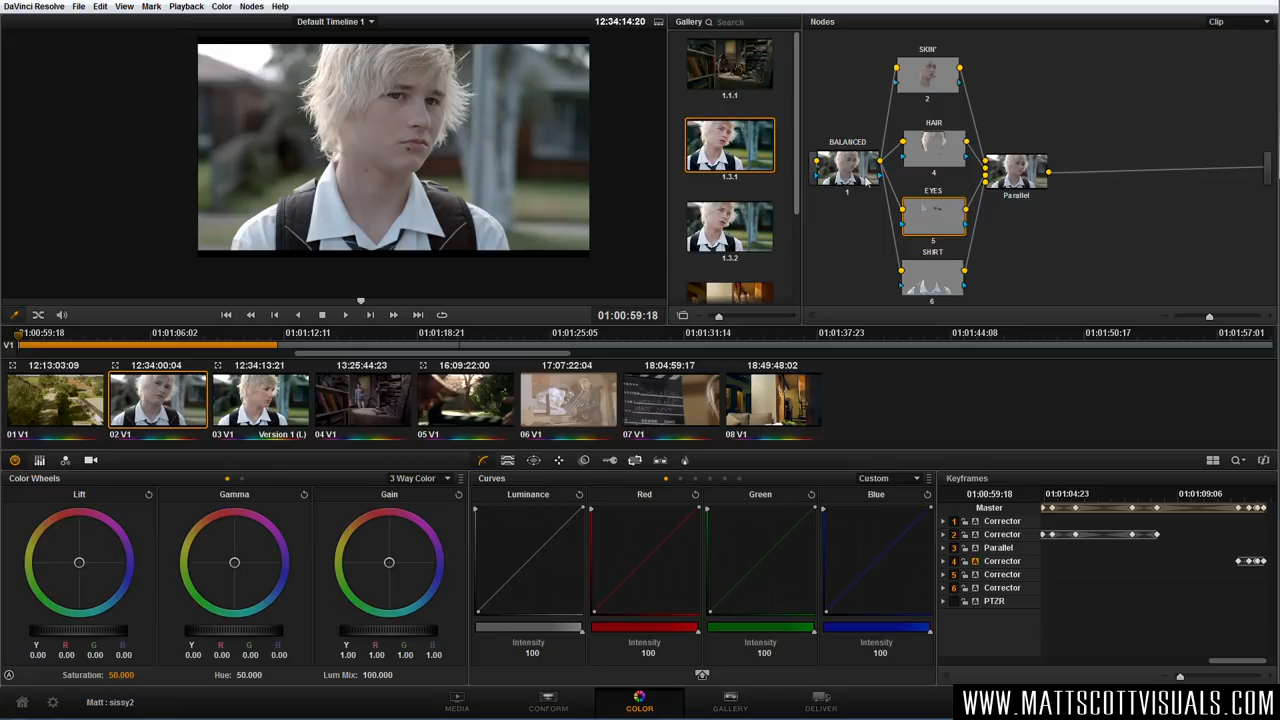 DaVinci Resolve File Edit View Mark Playback Color Nodes Help
Default Timeline 1 12:34:14:20 Gallery Search Nodes Clip
1.1.1
1.3.1
1.3.2
SKIN'
2
HAIR
4
BALANCED
1
EYES
5
Parallel
SHIRT
6
01:00:59:18
01:00:59:18 01:01:06:02 01:01:12:11 01:01:18:21 01:01:25:05 01:01:31:14 01:01:37:23 01:01:44:08 01:01:50:17 01:01:57:01
V1
12:13:03:09 12:34:00:04 12:34:13:21 13:25:44:23 16:09:22:00 17:07:22:04 18:04:59:17 18:49:48:02
01 V1 02 V1 03 V1 Version 1 (L) 04 V1 05 V1 06 V1 07 V1 08 V1
Color Wheels 3 Way Color Curves Custom Keyframes
Lift Gamma Gain Luminance Red Green Blue 01:00:59:18 01:01:04:23 01:01:09:06
Master
1 Corrector
2 Corrector
3 Parallel
4 Corrector
5 Corrector
6 Corrector
PTZR
Y R G B Y R G B Y R G B
0.00 0.00 0.00 0.00 0.00 0.00 0.00 0.00 1.00 1.00 1.00 1.00
Intensity Intensity Intensity Intensity
100 100 100 100
A Saturation: 50.000 Hue: 50.000 Lum Mix: 100.000
Matt : sissy2 MEDIA CONFORM COLOR GALLERY DELIVER
WWW.MATTSCOTTVISUALS.COM